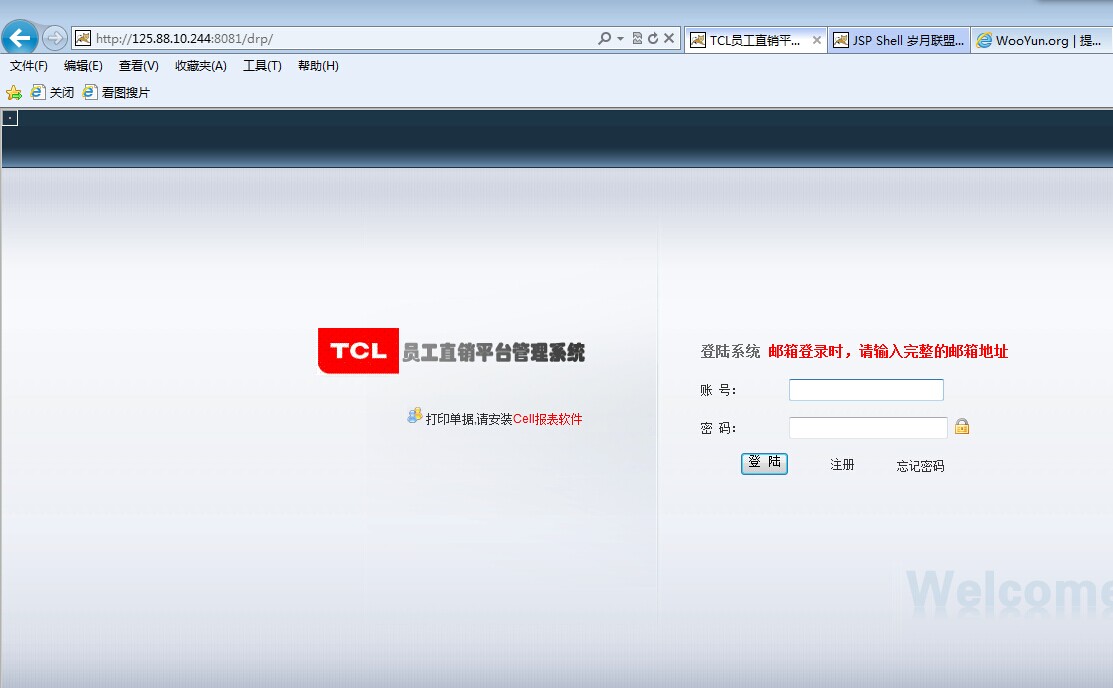 http://125.88.10.244:8081/drp/
TCL员工直销平...
JSP Shell 岁月联盟...
WooYun.org | 提...
文件(F) 编辑(E) 查看(V) 收藏夹(A) 工具(T) 帮助(H)
关闭 看图搜片
TCL 员工直销平台管理系统
打印单据,请安装Cell报表软件
登陆系统 邮箱登录时，请输入完整的邮箱地址
账 号：
密 码：
登 陆 注册 忘记密码
Welcome